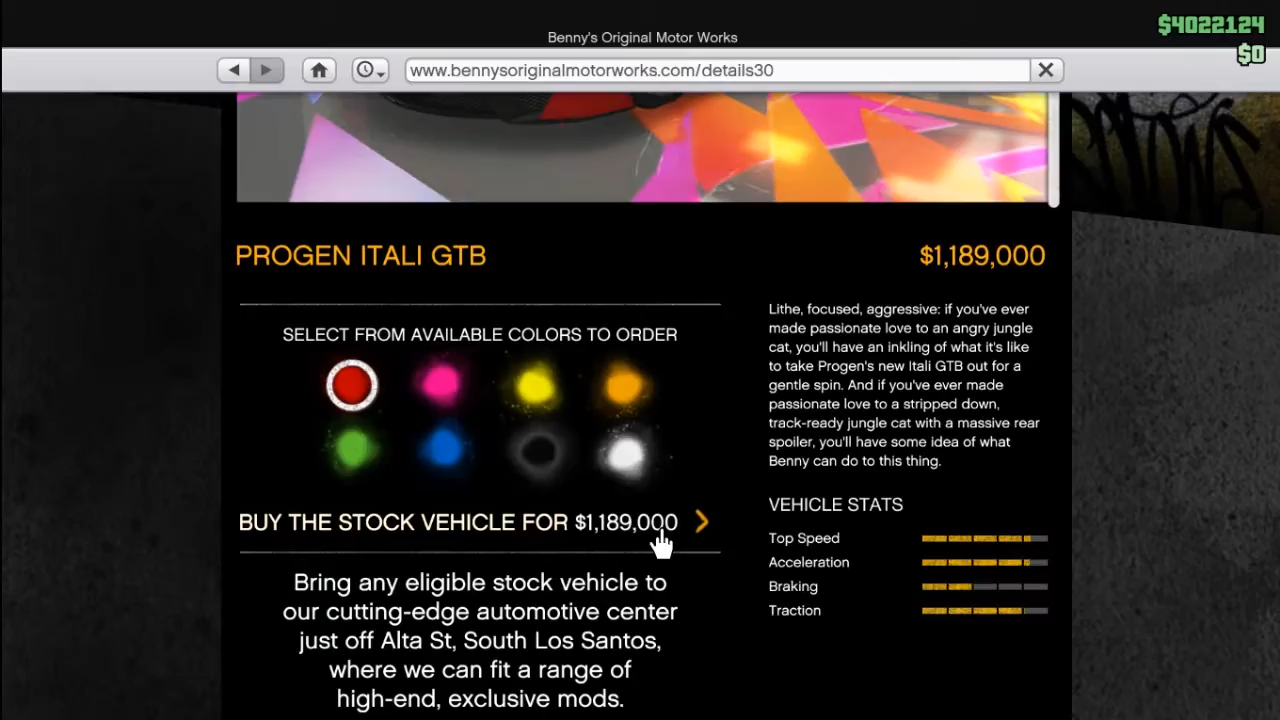 $4022124
Benny's Original Motor Works
$0
www.bennysoriginalmotorworks.com/details30
PROGEN ITALI GTB
$1,189,000
SELECT FROM AVAILABLE COLORS TO ORDER
BUY THE STOCK VEHICLE FOR $1,189,000
Bring any eligible stock vehicle to
our cutting-edge automotive center
just off Alta St, South Los Santos,
where we can fit a range of
high-end, exclusive mods.
Lithe, focused, aggressive: if you've ever
made passionate love to an angry jungle
cat, you'll have an inkling of what it's like
to take Progen's new Itali GTB out for a
gentle spin. And if you've ever made
passionate love to a stripped down,
track-ready jungle cat with a massive rear
spoiler, you'll have some idea of what
Benny can do to this thing.
VEHICLE STATS
Top Speed
Acceleration
Braking
Traction